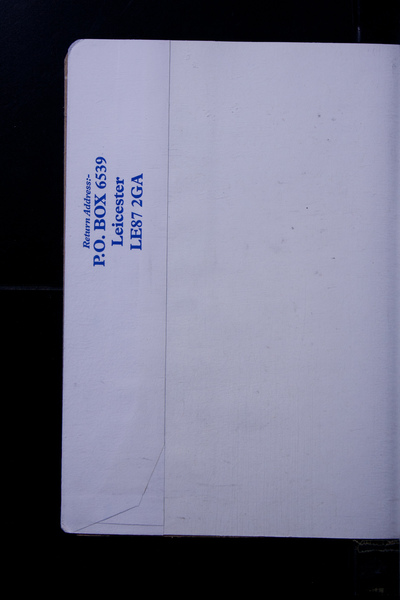 Return Address:-
P.O. BOX 6539
Leicester
LE87 2GA